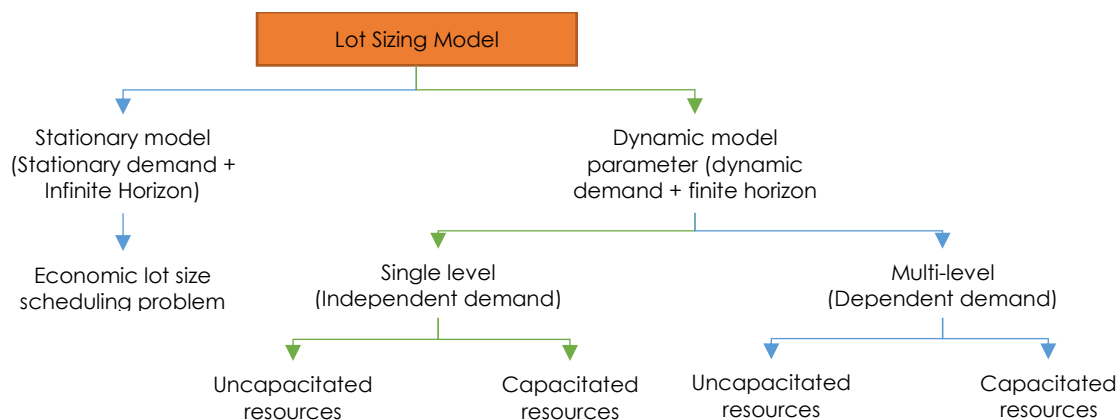 Lot Sizing Model
Stationary model
(Stationary demand +
Infinite Horizon)
Dynamic model
parameter (dynamic
demand + finite horizon
Economic lot size
scheduling problem
Single level
(Independent demand)
Multi-level
(Dependent demand)
Uncapacitated
resources
Capacitated
resources
Uncapacitated
resources
Capacitated
resources